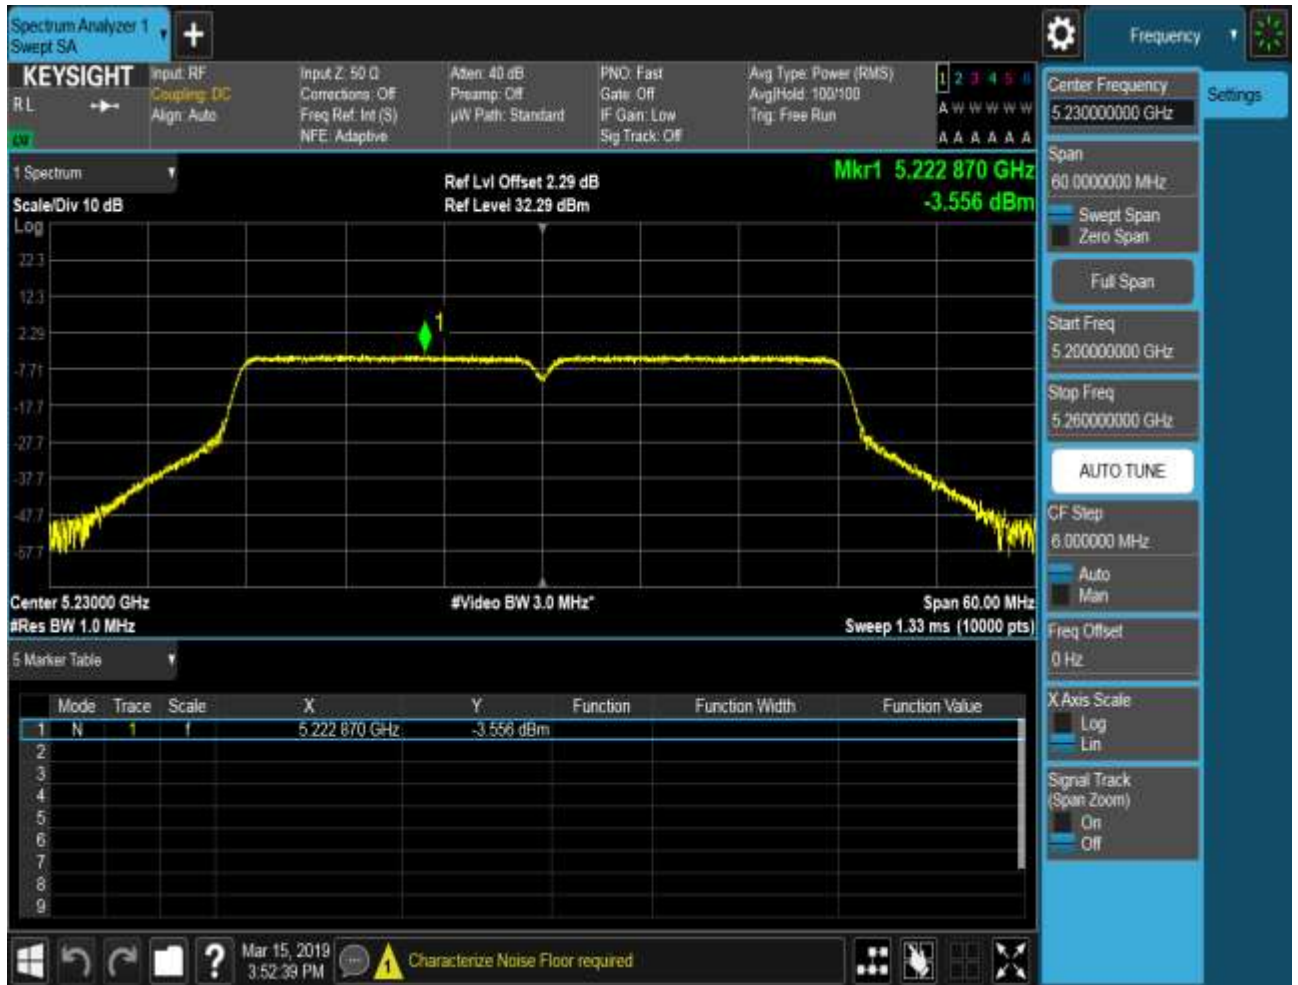 Spectrum Analyzer 1
Swept SA
Frequency
KEYSIGHT
RL
Input: RF
Coupling: DC
Align: Auto
Input Z: 50 Ω
Corrections: Off
Freq Ref: Int (S)
NFE: Adaptive
Atten: 40 dB
Preamp: Off
µW Path: Standard
PNO: Fast
Gate: Off
IF Gain: Low
Sig Track: Off
Avg Type: Power (RMS)
Avg|Hold: 100/100
Trig: Free Run
1 2 3 4 5 6
A W W W W W
A A A A A A
1 Spectrum
Scale/Div 10 dB
Ref Lvl Offset 2.29 dB
Ref Level 32.29 dBm
Mkr1 5.222 870 GHz
-3.556 dBm
Log
22.3
12.3
2.29
-7.71
-17.7
-27.7
-37.7
-47.7
-57.7
1
Center 5.23000 GHz
#Res BW 1.0 MHz
#Video BW 3.0 MHz*
Span 60.00 MHz
Sweep 1.33 ms (10000 pts)
5 Marker Table
Mode Trace Scale X Y Function Function Width Function Value
1 N 1 f 5.222 870 GHz -3.556 dBm
2
3
4
5
6
7
8
9
Mar 15, 2019
3:52:39 PM
1
Characterize Noise Floor required
Settings
Center Frequency
5.230000000 GHz
Span
60.0000000 MHz
Swept Span
Zero Span
Full Span
Start Freq
5.200000000 GHz
Stop Freq
5.260000000 GHz
AUTO TUNE
CF Step
6.000000 MHz
Auto
Man
Freq Offset
0 Hz
X Axis Scale
Log
Lin
Signal Track
(Span Zoom)
On
Off